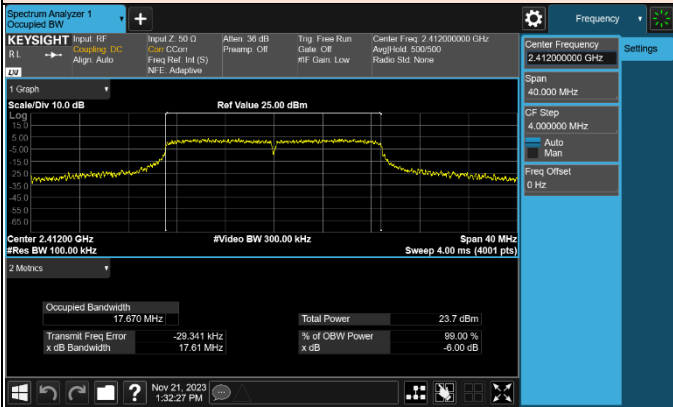 Spectrum Analyzer 1
Occupied BW
Frequency
KEYSIGHT Input: RF Input Z: 50 Ω Atten: 36 dB Trig: Free Run Center Freq: 2.412000000 GHz
RL Coupling: DC Corr CCorr Preamp: Off Gate: Off Avg|Hold: 500/500
Align: Auto Freq Ref: Int (S) #IF Gain: Low Radio Std: None
NFE: Adaptive
LXI
Center Frequency
2.412000000 GHz
Settings
Span
40.000 MHz
CF Step
4.000000 MHz
Auto
Man
Freq Offset
0 Hz
1 Graph
Scale/Div 10.0 dB Ref Value 25.00 dBm
Log
15.0
5.00
-5.00
-15.0
-25.0
-35.0
-45.0
-55.0
-65.0
Center 2.41200 GHz #Video BW 300.00 kHz Span 40 MHz
#Res BW 100.00 kHz Sweep 4.00 ms (4001 pts)
2 Metrics
Occupied Bandwidth
17.670 MHz Total Power 23.7 dBm
Transmit Freq Error -29.341 kHz % of OBW Power 99.00 %
x dB Bandwidth 17.61 MHz x dB -6.00 dB
Nov 21, 2023
1:32:27 PM